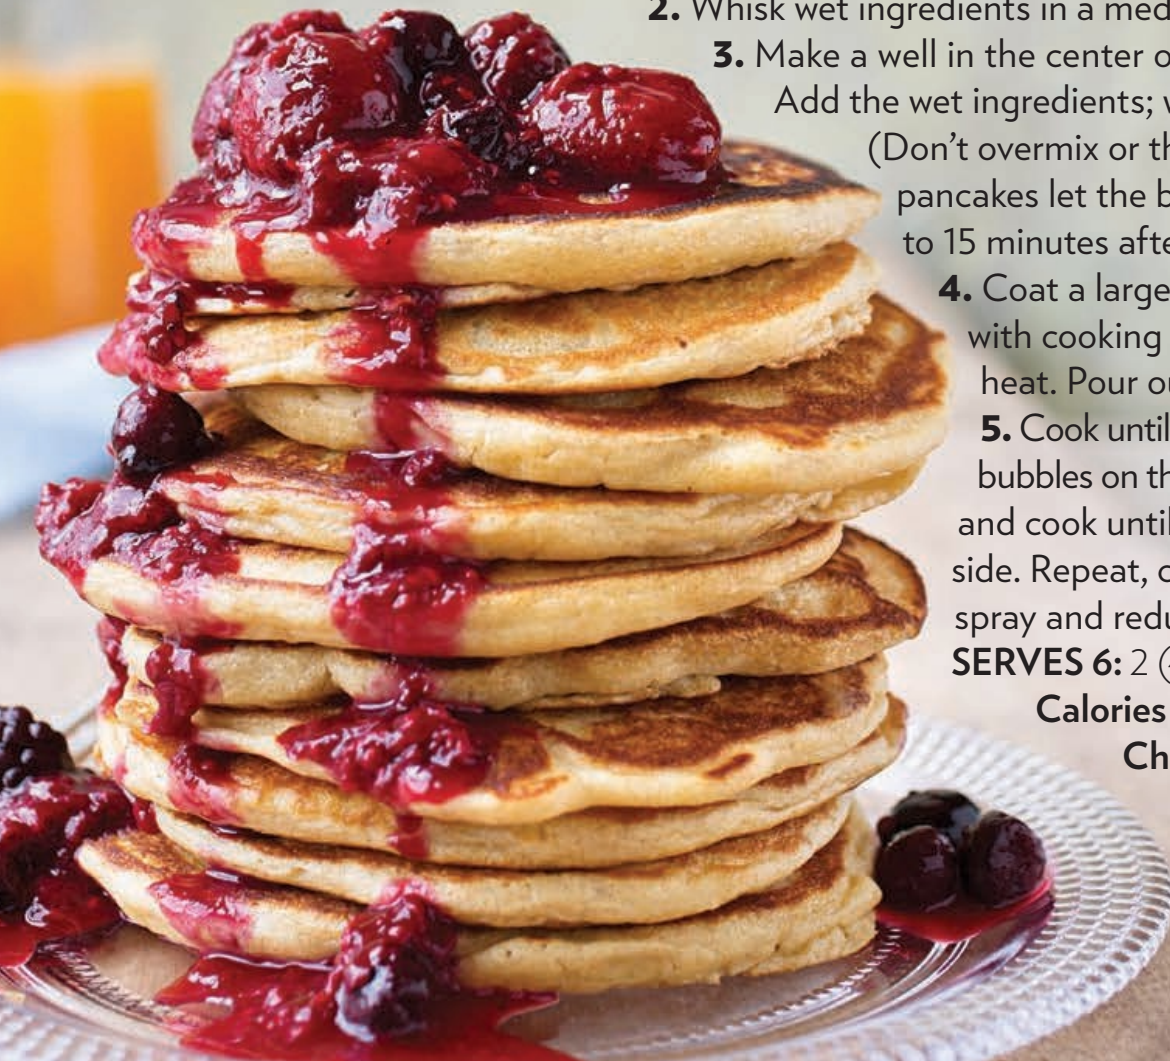 2. Whisk wet ingredients in a med
3. Make a well in the center o
Add the wet ingredients;
(Don't overmix or th
pancakes let the b
to 15 minutes afte
4. Coat a large
with cooking
heat. Pour ou
5. Cook until
bubbles on th
and cook until
side. Repeat, c
spray and redu
SERVES 6: 2 (
Calories
Ch